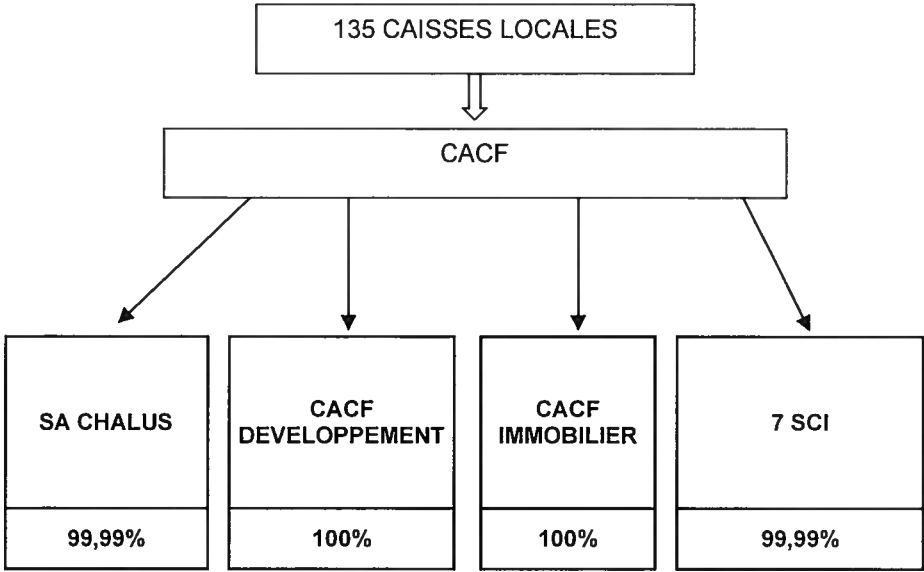 135 CAISSES LOCALES
CACF
SA CHALUS
CACF
DEVELOPPEMENT
CACF
IMMOBILIER
7 SCI
99,99%
100%
100%
99,99%